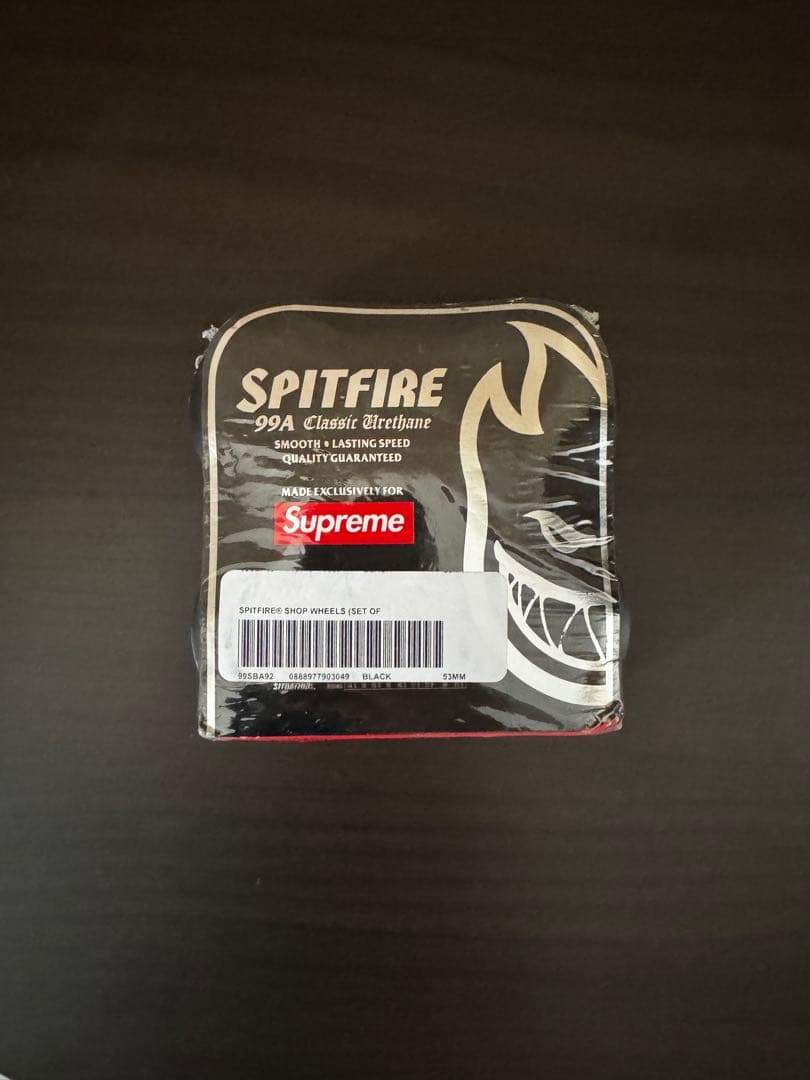 SPITFIRE
99A Classic Urethane
SMOOTH • LASTING SPEED
QUALITY GUARANTEED
MADE EXCLUSIVELY FOR
Supreme
SPITFIRE® SHOP WHEELS (SET OF
99SBA92 0888977903049 BLACK 53MM